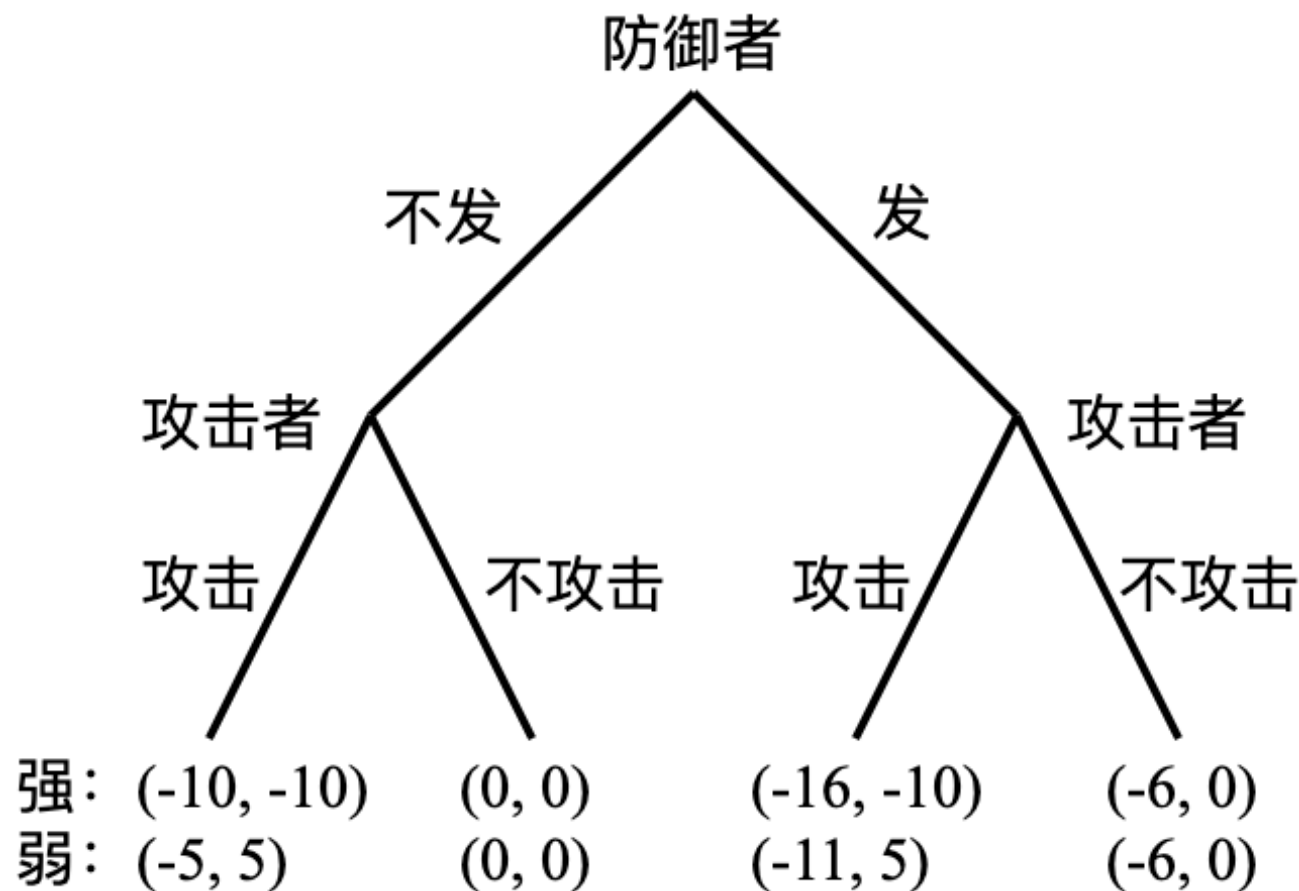 防御者
不发 发
攻击者 攻击者
攻击 不攻击 攻击 不攻击
强：(-10, -10) (0, 0) (-16, -10) (-6, 0)
弱：(-5, 5) (0, 0) (-11, 5) (-6, 0)